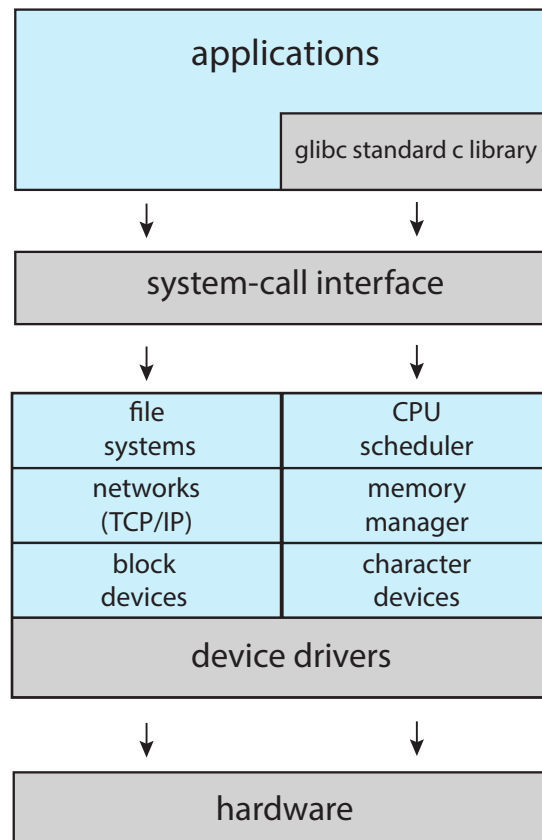 applications
glibc standard c library
system-call interface
file
systems
CPU
scheduler
networks
(TCP/IP)
memory
manager
block
devices
character
devices
device drivers
hardware